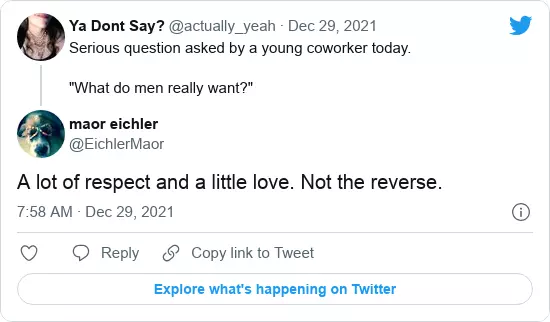 Ya Dont Say? @actually_yeah · Dec 29, 2021
Serious question asked by a young coworker today.
"What do men really want?"
maor eichler
@EichlerMaor
A lot of respect and a little love. Not the reverse.
7:58 AM · Dec 29, 2021
Reply Copy link to Tweet
Explore what's happening on Twitter